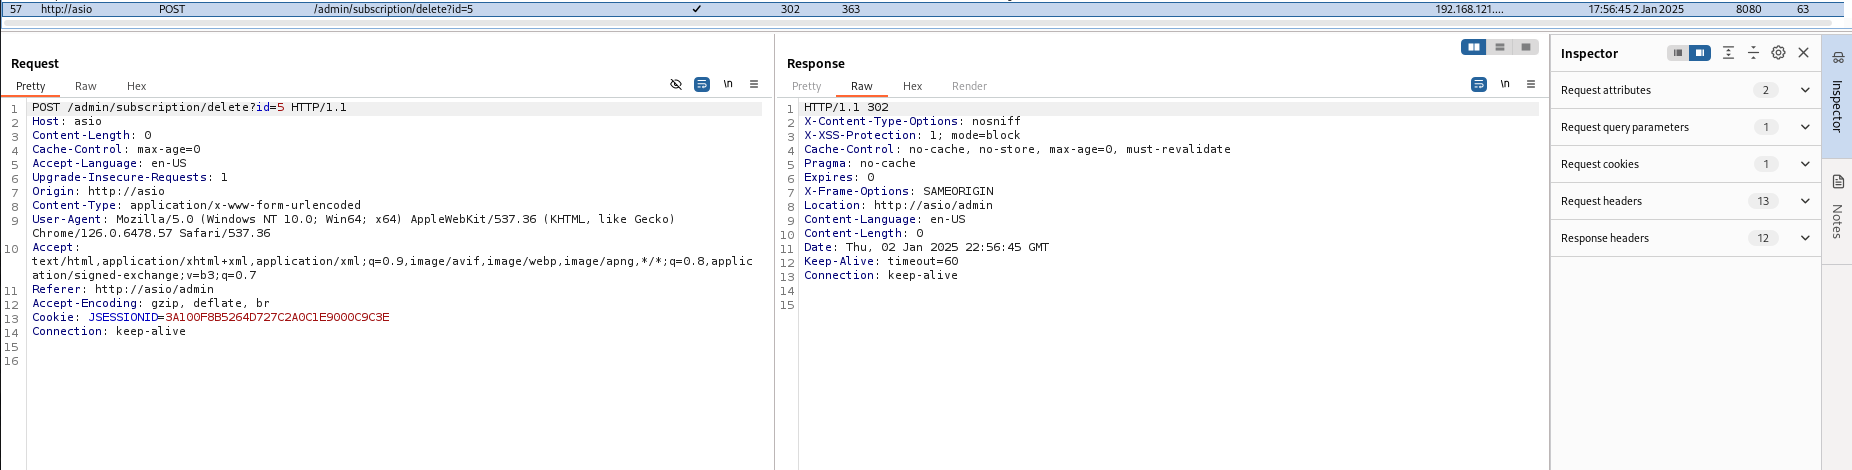 57 http://asio POST /admin/subscription/delete?id=5 ✓ 302 363 192.168.121.... 17:56:45 2 Jan 2025 8080 63
Request
Pretty Raw Hex \n
1 POST /admin/subscription/delete?id=5 HTTP/1.1
2 Host: asio
3 Content-Length: 0
4 Cache-Control: max-age=0
5 Accept-Language: en-US
6 Upgrade-Insecure-Requests: 1
7 Origin: http://asio
8 Content-Type: application/x-www-form-urlencoded
9 User-Agent: Mozilla/5.0 (Windows NT 10.0; Win64; x64) AppleWebKit/537.36 (KHTML, like Gecko)
Chrome/126.0.6478.57 Safari/537.36
10 Accept:
text/html,application/xhtml+xml,application/xml;q=0.9,image/avif,image/webp,image/apng,*/*;q=0.8,applic
ation/signed-exchange;v=b3;q=0.7
11 Referer: http://asio/admin
12 Accept-Encoding: gzip, deflate, br
13 Cookie: JSESSIONID=3A100F8B5264D727C2A0C1E9000C9C3E
14 Connection: keep-alive
15
16
Response
Pretty Raw Hex Render \n
1 HTTP/1.1 302
2 X-Content-Type-Options: nosniff
3 X-XSS-Protection: 1; mode=block
4 Cache-Control: no-cache, no-store, max-age=0, must-revalidate
5 Pragma: no-cache
6 Expires: 0
7 X-Frame-Options: SAMEORIGIN
8 Location: http://asio/admin
9 Content-Language: en-US
10 Content-Length: 0
11 Date: Thu, 02 Jan 2025 22:56:45 GMT
12 Keep-Alive: timeout=60
13 Connection: keep-alive
14
15
Inspector
Request attributes 2
Request query parameters 1
Request cookies 1
Request headers 13
Response headers 12
Inspector
Notes